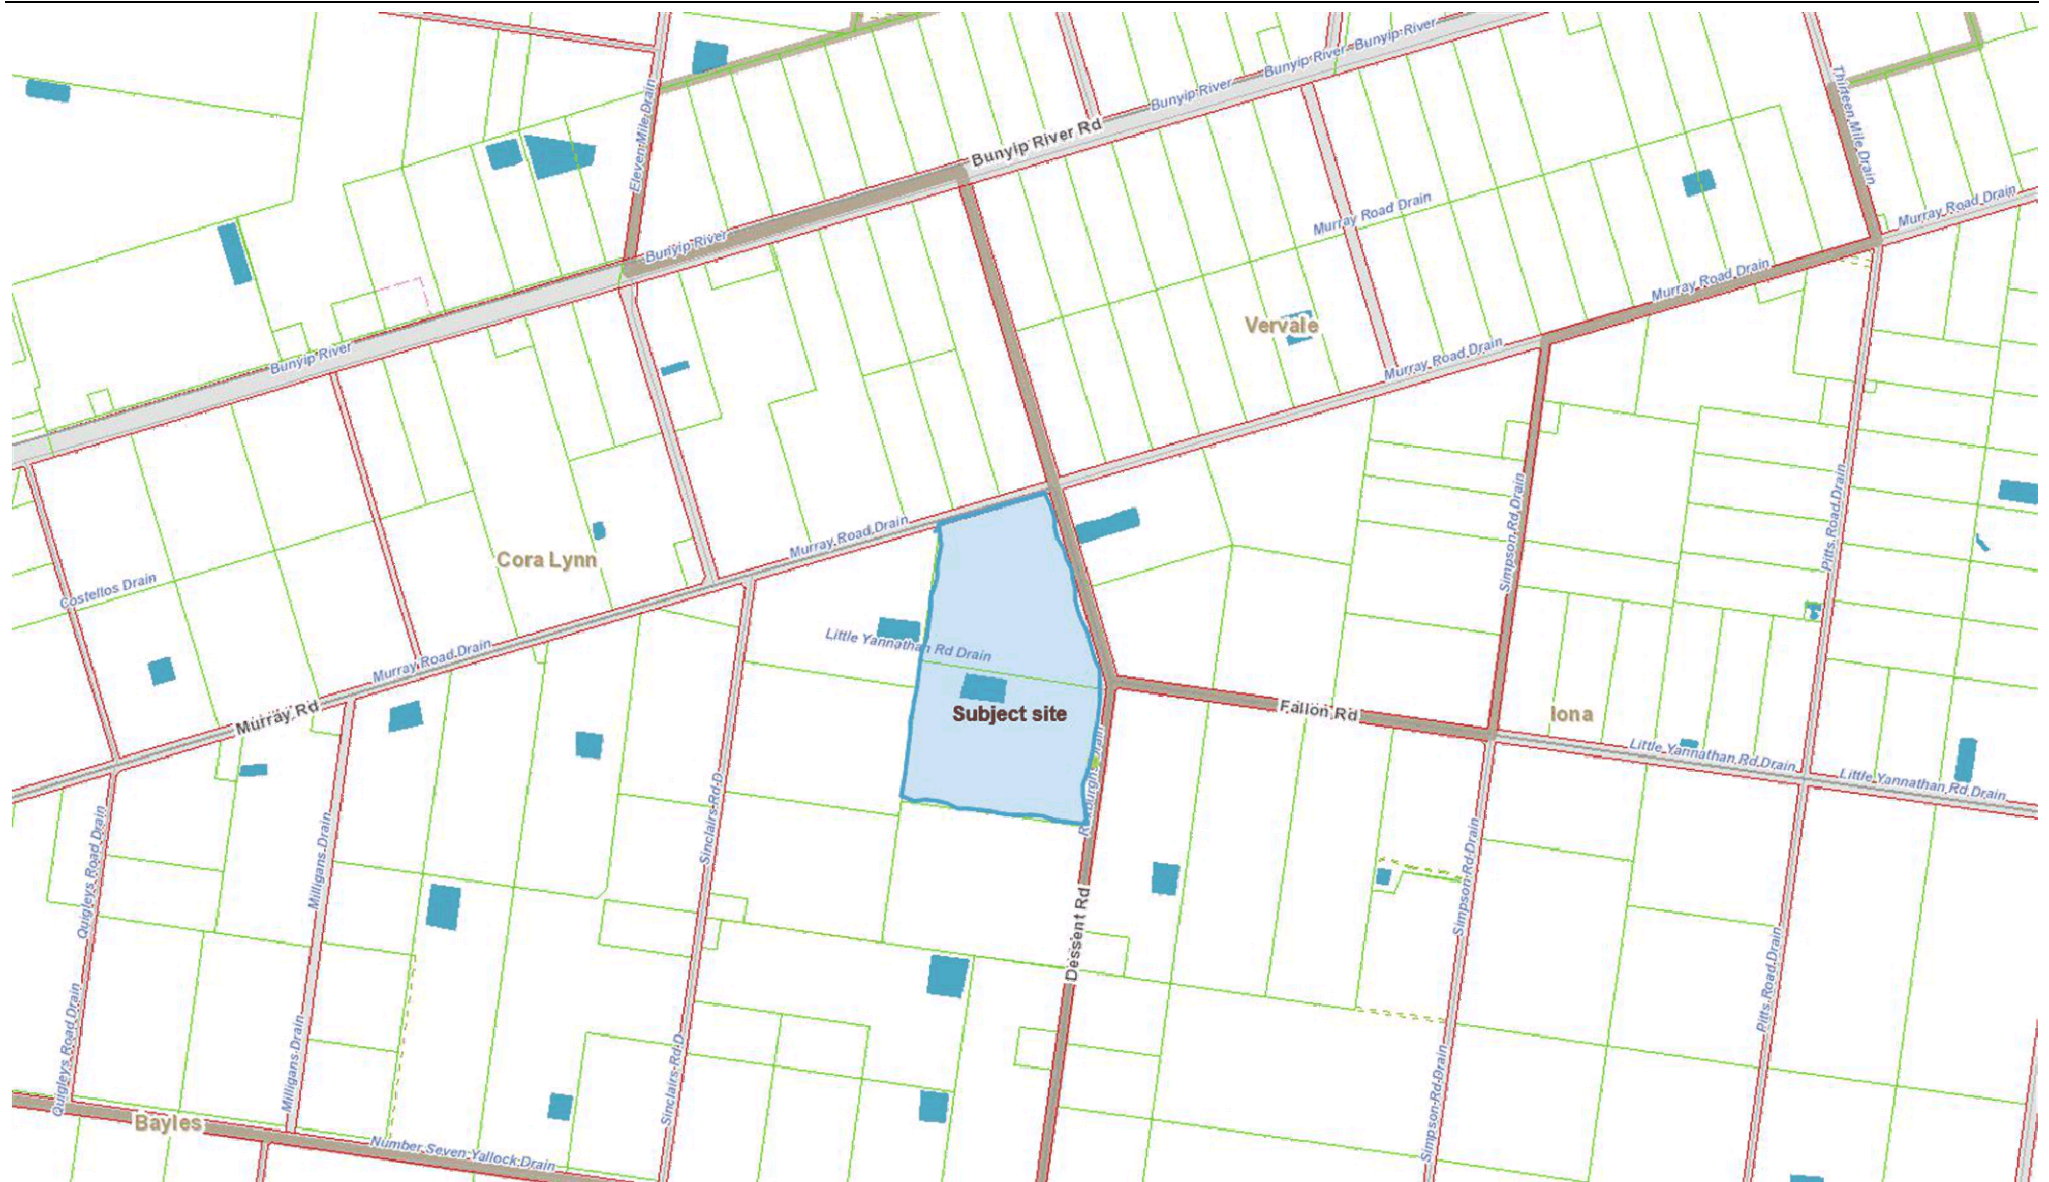 Bunyip River
Bunyip River
Bunyip River
Bunyip River Rd
Eleven Mile Drain
Thirteen Mile Drain
Murray Road Drain
Murray Road Drain
Bunyip River
Murray Road Drain
Vervale
Bunyip River
Murray Road Drain
Murray Road Drain
Simpson Rd Drain
Pitts Road Drain
Cora Lynn
Costellos Drain
Little Yannathan Rd Drain
Murray Road Drain
Murray Rd
Subject site
Fallon Rd
Iona
Little Yannathan Rd Drain
Little Yannathan Rd Drain
Sinclairs Rd D
Quigleys Road Drain
Milligans Drain
Simpson Rd Drain
Dessent Rd
Pitts Road Drain
Quigleys Road Drain
Milligans Drain
Sinclairs Rd D
Simpson Rd Drain
Bayles
Number Seven Yallock Drain